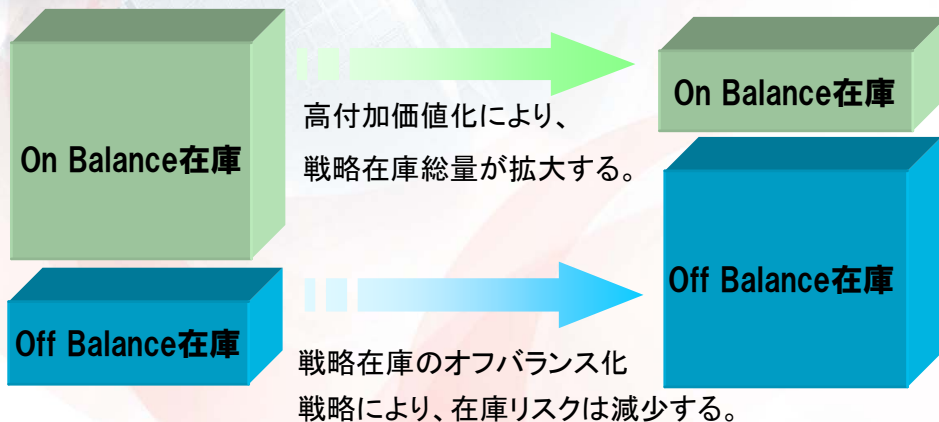 On Balance在庫
Off Balance在庫
高付加価値化により、
戦略在庫総量が拡大する。
戦略在庫のオフバランス化
戦略により、在庫リスクは減少する。
On Balance在庫
Off Balance在庫